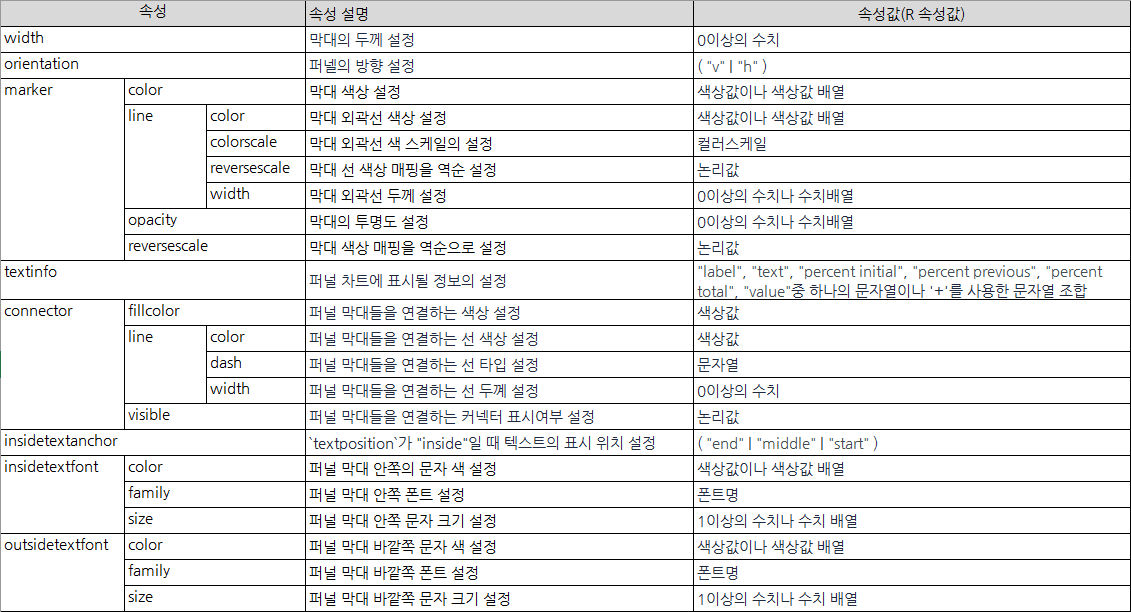 속성 속성 설명 속성값(R 속성값)
width 막대의 두께 설정 0이상의 수치
orientation 퍼넬의 방향 설정 ( "v" | "h" )
marker color 막대 색상 설정 색상값이나 색상값 배열
line color 막대 외곽선 색상 설정 색상값이나 색상값 배열
colorscale 막대 외곽선 색 스케일의 설정 컬러스케일
reversescale 막대 선 색상 매핑을 역순 설정 논리값
width 막대 외곽선 두께 설정 0이상의 수치나 수치배열
opacity 막대의 투명도 설정 0이상의 수치나 수치배열
reversescale 막대 색상 매핑을 역순으로 설정 논리값
textinfo 퍼널 차트에 표시될 정보의 설정 "label", "text", "percent initial", "percent previous", "percent
total", "value"중 하나의 문자열이나 '+'를 사용한 문자열 조합
connector fillcolor 퍼널 막대들을 연결하는 색상 설정 색상값
line color 퍼널 막대들을 연결하는 선 색상 설정 색상값
dash 퍼널 막대들을 연결하는 선 타입 설정 문자열
width 퍼널 막대들을 연결하는 선 두꼐 설정 0이상의 수치
visible 퍼널 막대들을 연결하는 커넥터 표시여부 설정 논리값
insidetextanchor `textposition`가 "inside"일 때 텍스트의 표시 위치 설정 ( "end" | "middle" | "start" )
insidetextfont color 퍼널 막대 안쪽의 문자 색 설정 색상값이나 색상값 배열
family 퍼널 막대 안쪽 폰트 설정 폰트명
size 퍼널 막대 안쪽 문자 크기 설정 1이상의 수치나 수치 배열
outsidetextfont color 퍼널 막대 바깥쪽 문자 색 설정 색상값이나 색상값 배열
family 퍼널 막대 바깥쪽 폰트 설정 폰트명
size 퍼널 막대 바깥쪽 문자 크기 설정 1이상의 수치나 수치 배열